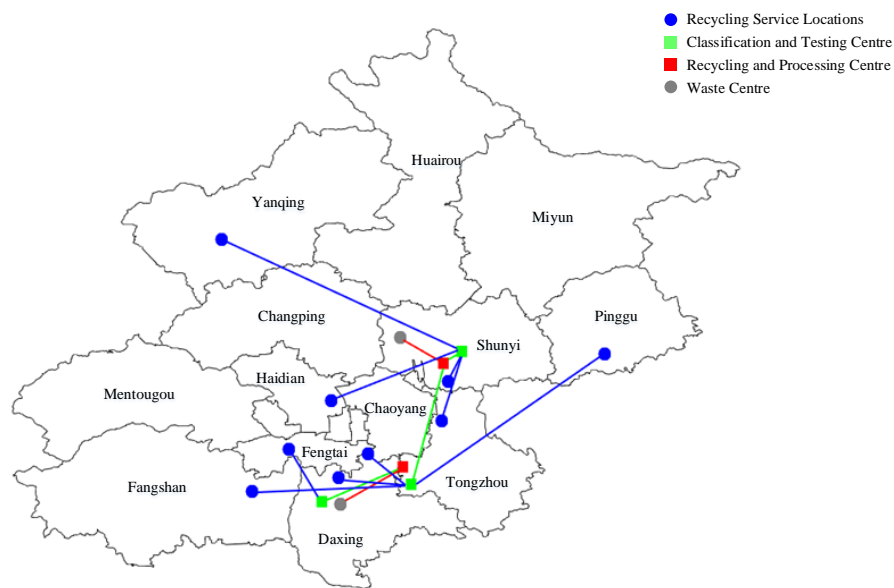 Recycling Service Locations
Classification and Testing Centre
Recycling and Processing Centre
Waste Centre
Huairou
Yanqing
Miyun
Changping
Pinggu
Shunyi
Haidian
Mentougou
Chaoyang
Fengtai
Fangshan
Tongzhou
Daxing